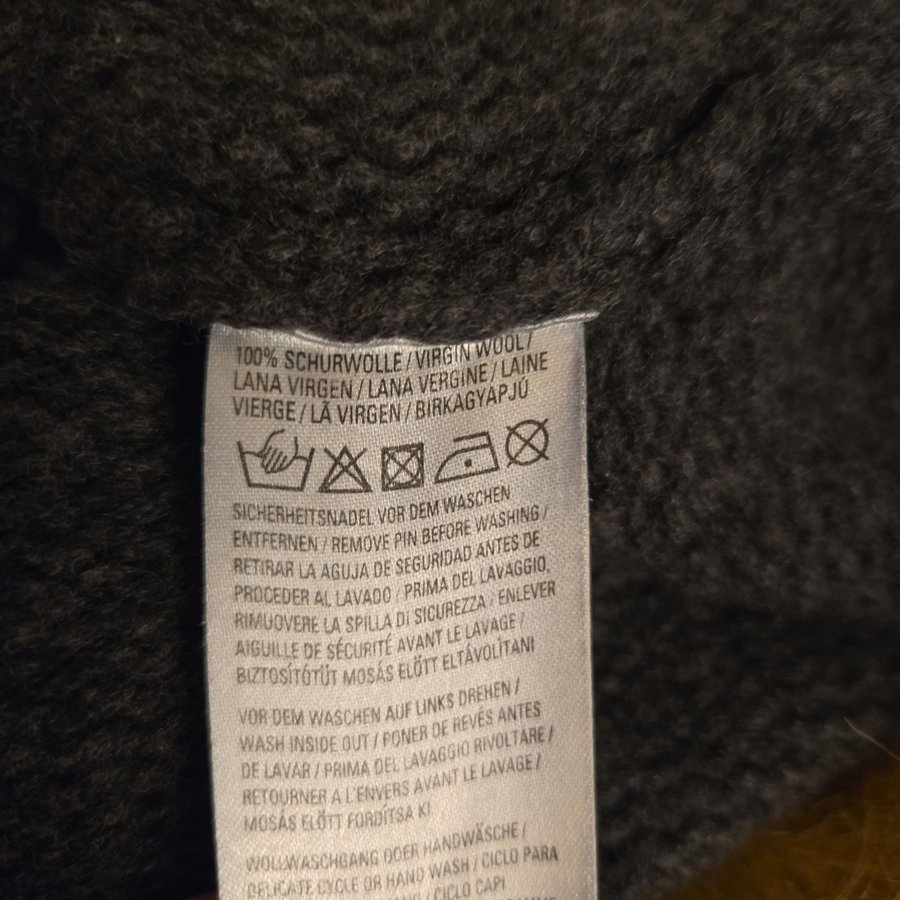 100% SCHURWOLLE / VIRGIN WOOL /
LANA VIRGEN / LANA VERGINE / LAINE
VIERGE / LÃ VIRGEN / BIRKAGYAPJÚ
SICHERHEITSNADEL VOR DEM WASCHEN
ENTFERNEN / REMOVE PIN BEFORE WASHING /
RETIRAR LA AGUJA DE SEGURIDAD ANTES DE
PROCEDER AL LAVADO / PRIMA DEL LAVAGGIO,
RIMUOVERE LA SPILLA DI SICUREZZA / ENLEVER
AIGUILLE DE SÉCURITÉ AVANT LE LAVAGE /
BIZTOSÍTÓTŰT MOSÁS ELŐTT ELTÁVOLÍTANI
VOR DEM WASCHEN AUF LINKS DREHEN /
WASH INSIDE OUT / PONER DE REVÉS ANTES
DE LAVAR / PRIMA DEL LAVAGGIO RIVOLTARE /
RETOURNER A L'ENVERS AVANT LE LAVAGE /
MOSÁS ELŐTT FORDÍTSA KI
WOLLWASCHGANG ODER HANDWÄSCHE /
DELICATE CYCLE OR HAND WASH / CICLO PARA
/ CICLO CAPI